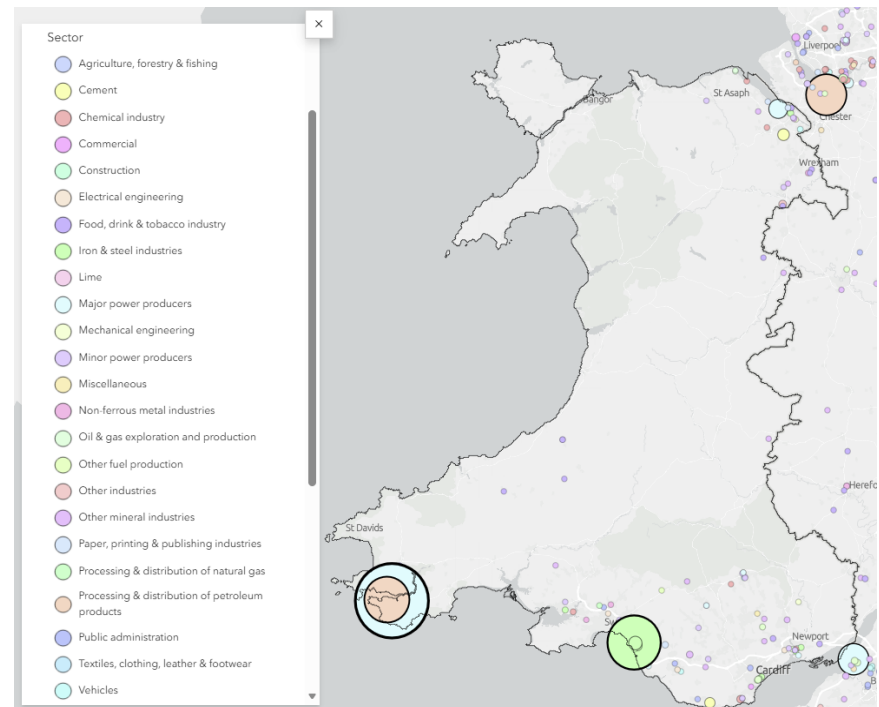 Sector
×
Agriculture, forestry & fishing
Cement
Chemical industry
Commercial
Construction
Electrical engineering
Food, drink & tobacco industry
Iron & steel industries
Lime
Major power producers
Mechanical engineering
Minor power producers
Miscellaneous
Non-ferrous metal industries
Oil & gas exploration and production
Other fuel production
Other industries
Other mineral industries
Paper, printing & publishing industries
Processing & distribution of natural gas
Processing & distribution of petroleum
products
Public administration
Textiles, clothing, leather & footwear
Vehicles
Liverpool
Bangor
St Asaph
Chester
Wrexham
Herefo
St Davids
Sw
Newport
Cardiff
B